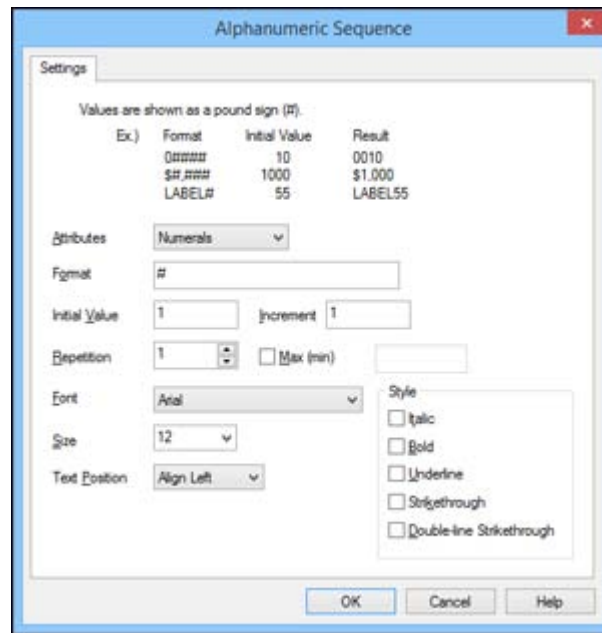 Alphanumeric Sequence
Settings
Values are shown as a pound sign (#).
Ex.) Format Initial Value Result
0#### 10 0010
$#,### 1000 $1,000
LABEL# 55 LABEL55
Attributes Numerals
Format #
Initial Value 1 Increment 1
Repetition 1 Max (min)
Font Arial
Style
Italic
Size 12
Bold
Text Position Align Left
Underline
Strikethrough
Double-line Strikethrough
OK Cancel Help